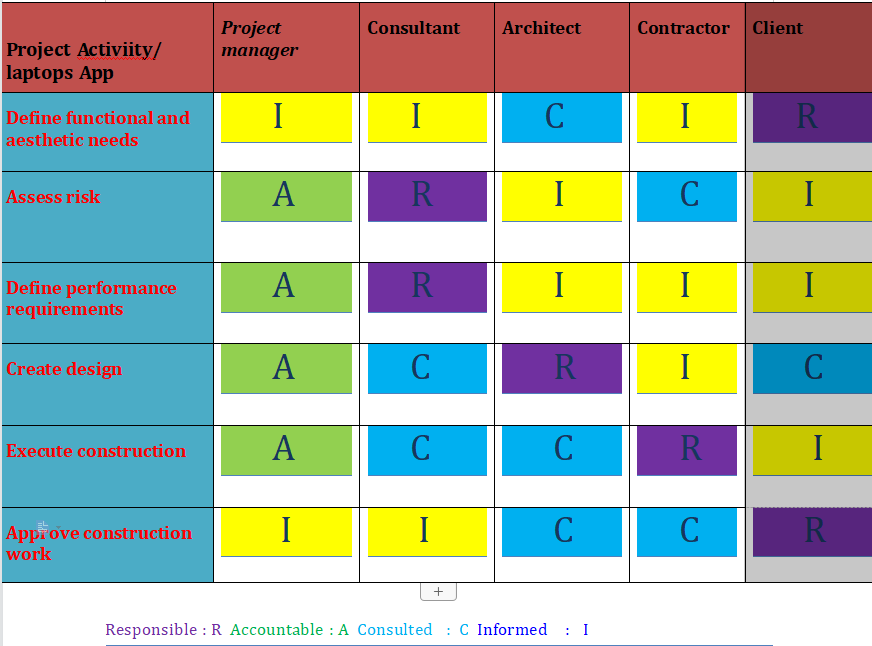 Project Activiity/
laptops App
Project
manager
Consultant
Architect
Contractor
Client
Define functional and
aesthetic needs
I
I
C
I
R
Assess risk
A
R
I
C
I
Define performance
requirements
A
R
I
I
I
Create design
A
C
R
I
C
Execute construction
A
C
C
R
I
Approve construction
work
I
I
C
C
R
+
Responsible : R Accountable : A Consulted : C Informed : I